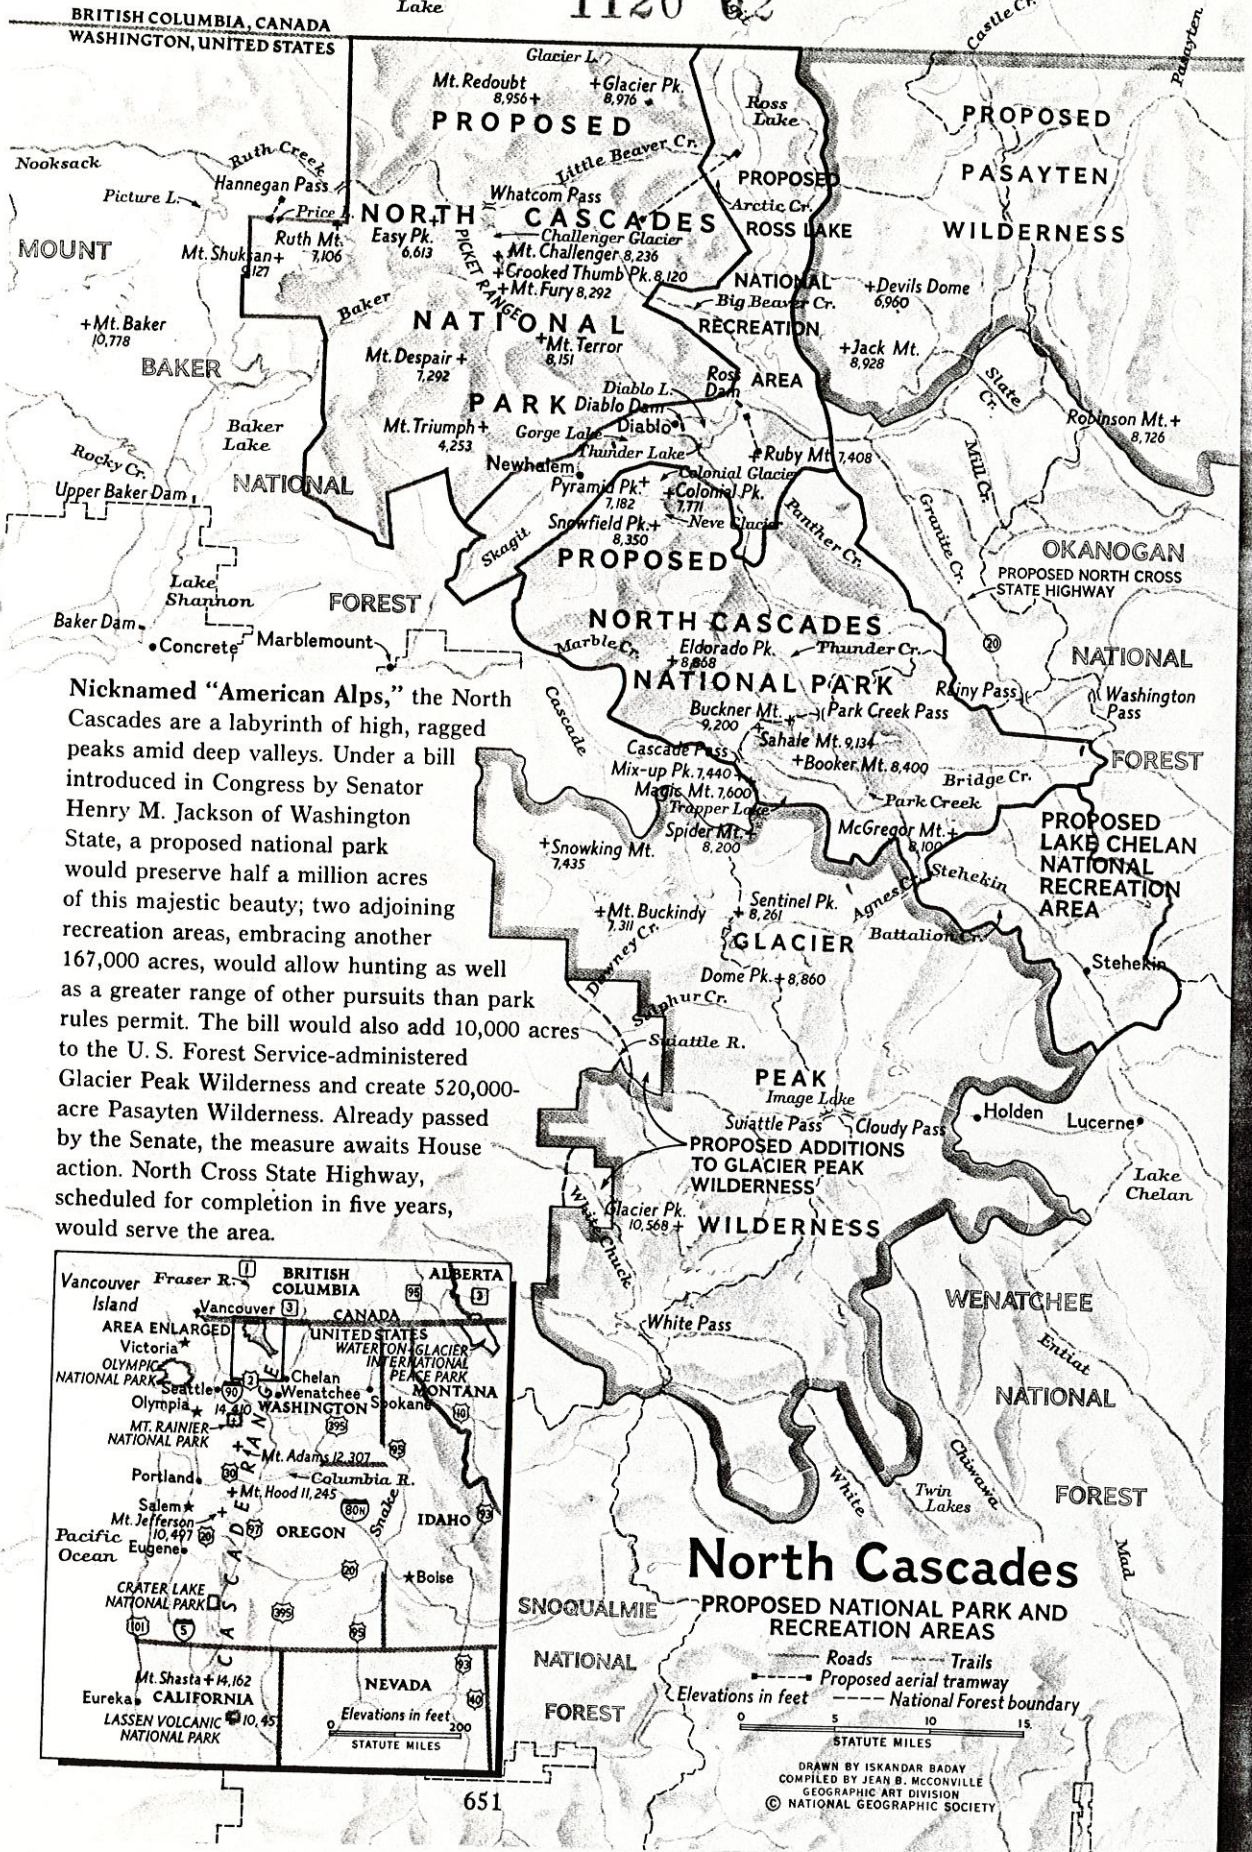 BRITISH COLUMBIA, CANADA
WASHINGTON, UNITED STATES
Lake
Castle Cr.
Pasayten
Glacier L.
Mt. Redoubt
8,956+
+Glacier Pk.
8,976
Ross
Lake
PROPOSED
PROPOSED
PASAYTEN
WILDERNESS
Nooksack
Ruth Creek
Little Beaver Cr.
Hannegan Pass
Picture L.
Whatcom Pass
PROPOSED
Arctic Cr.
ROSS LAKE
NORTH CASCADES
MOUNT
Ruth Mt.
7,106
Easy Pk.
6,613
Challenger Glacier
Mt. Shuksan+
9,127
+Mt. Challenger 8,236
+Crooked Thumb Pk. 8,120
+Mt. Fury 8,292
PICKET RANGE
NATIONAL
Big Beaver Cr.
RECREATION
+Devils Dome
6,960
Baker
+Mt. Baker
10,778
NATIONAL
+Mt. Terror
8,151
+Jack Mt.
8,928
BAKER
Mt. Despair+
7,292
Ross
Dam
AREA
Slate
Cr.
Diablo L.
Diablo Dam
PARK
Robinson Mt.+
8,726
Baker
Lake
Mt. Triumph+
4,253
Gorge Lake
Diablo
Thunder Lake
+Ruby Mt. 7,408
Mill Cr.
Rocky Cr.
Newhalem
Colonial Glacier
Upper Baker Dam
NATIONAL
Pyramid Pk.+
7,182
+Colonial Pk.
7,771
Granite Cr.
Snowfield Pk.+
8,350
Neve Glacier
Panther Cr.
Skagit
PROPOSED
OKANOGAN
PROPOSED NORTH CROSS
STATE HIGHWAY
Lake
Shannon
FOREST
Baker Dam
Concrete
Marblemount
NORTH CASCADES
20
Marble Cr.
Eldorado Pk.
+8,868
Thunder Cr.
NATIONAL
NATIONAL PARK
Rainy Pass
Washington
Pass
Cascade
Buckner Mt.
9,200
Park Creek Pass
Sahale Mt. 9,134
Cascade Pass
FOREST
Mix-up Pk. 7,440+
+Booker Mt. 8,400
Bridge Cr.
Magic Mt. 7,600
Trapper Lake
Park Creek
Spider Mt.+
8,200
McGregor Mt.+
8,100
PROPOSED
LAKE CHELAN
NATIONAL
RECREATION
AREA
+Snowking Mt.
7,435
Stehekin
Agnes Cr.
+Mt. Buckindy
7,311
Sentinel Pk.
+8,261
Battalion Cr.
GLACIER
Downey Cr.
Stehekin
Dome Pk.+8,860
Sulphur Cr.
Suiattle R.
PEAK
Image Lake
Suiattle Pass
Cloudy Pass
Holden
Lucerne
PROPOSED ADDITIONS
TO GLACIER PEAK
WILDERNESS
Lake
Chelan
White Chuck
Glacier Pk.
10,568+
WILDERNESS
WENATCHEE
White Pass
Entiat
NATIONAL
White
Twin
Lakes
Chiwawa
FOREST
Mad
Nicknamed “American Alps,” the North
Cascades are a labyrinth of high, ragged
peaks amid deep valleys. Under a bill
introduced in Congress by Senator
Henry M. Jackson of Washington
State, a proposed national park
would preserve half a million acres
of this majestic beauty; two adjoining
recreation areas, embracing another
167,000 acres, would allow hunting as well
as a greater range of other pursuits than park
rules permit. The bill would also add 10,000 acres
to the U. S. Forest Service-administered
Glacier Peak Wilderness and create 520,000-
acre Pasayten Wilderness. Already passed
by the Senate, the measure awaits House
action. North Cross State Highway,
scheduled for completion in five years,
would serve the area.
Vancouver
Island
Fraser R.
1
BRITISH
COLUMBIA
ALBERTA
95
3
Vancouver
3
CANADA
AREA ENLARGED
UNITED STATES
Victoria
WATERTON-GLACIER
INTERNATIONAL
PEACE PARK
OLYMPIC
NATIONAL PARK
2
Chelan
Seattle
90
Wenatchee
MONTANA
Olympia
14,410
WASHINGTON
Spokane
10
MT. RAINIER
NATIONAL PARK
395
95
Mt. Adams 12,307
Portland
30
Columbia R.
Mt. Hood 11,245
Salem
80N
Snake
IDAHO
93
Mt. Jefferson
10,497
20
97
OREGON
Pacific
Ocean
Eugene
CASCADE RANGE
20
Boise
CRATER LAKE
NATIONAL PARK
101
5
395
95
Mt. Shasta+14,162
93
Eureka
CALIFORNIA
NEVADA
40
LASSEN VOLCANIC
NATIONAL PARK
10,45
Elevations in feet
0 200
STATUTE MILES
SNOQUALMIE
NATIONAL
FOREST
North Cascades
PROPOSED NATIONAL PARK AND
RECREATION AREAS
Roads Trails
Proposed aerial tramway
Elevations in feet National Forest boundary
0 5 10 15
STATUTE MILES
DRAWN BY ISKANDAR BADAY
COMPILED BY JEAN B. McCONVILLE
GEOGRAPHIC ART DIVISION
© NATIONAL GEOGRAPHIC SOCIETY
651